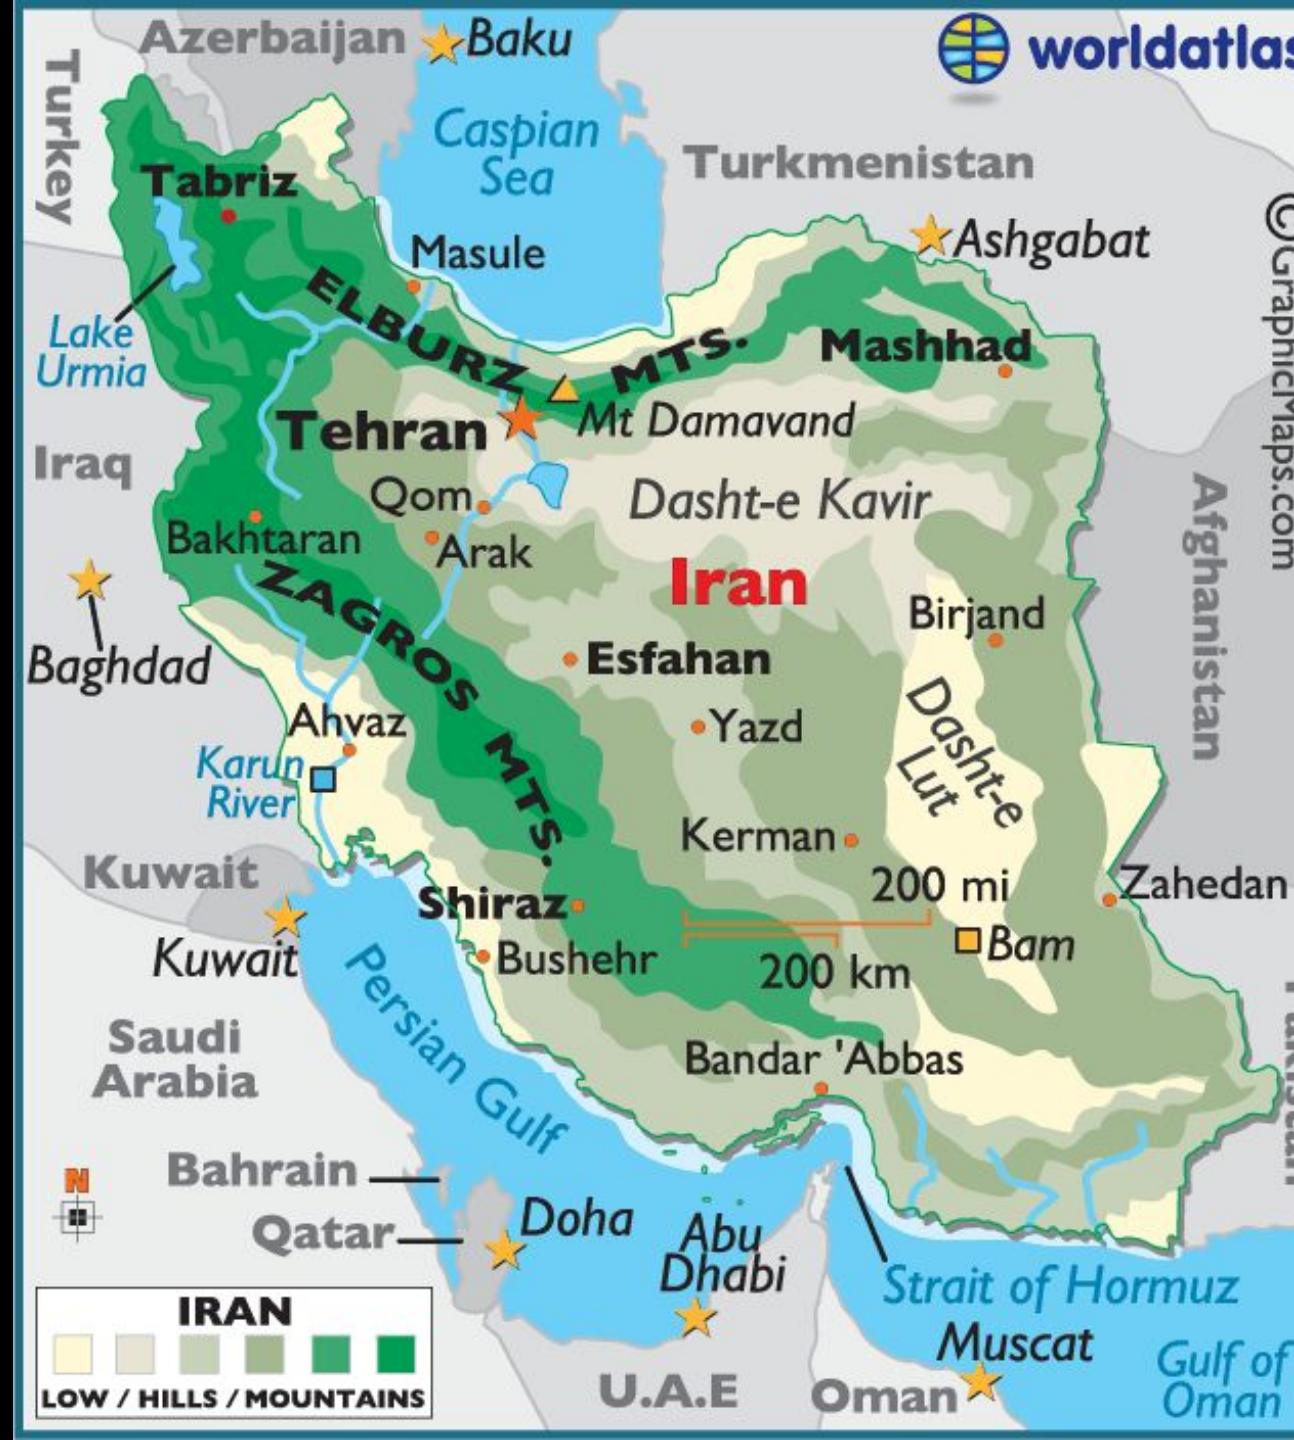 Azerbaijan
Baku
worldatlas
Turkey
Caspian
Sea
Turkmenistan
Tabriz
©GraphicMaps.com
Masule
Ashgabat
ELBURZ MTS.
Lake
Urmia
Mashhad
Tehran
Mt Damavand
Iraq
Qom
Dasht-e Kavir
Bakhtaran
Arak
Afghanistan
ZAGROS MTS.
Iran
Birjand
Baghdad
Esfahan
Dasht-e
Lut
Ahvaz
Yazd
Karun
River
Kerman
Kuwait
200 mi
Zahedan
Shiraz
Kuwait
Bushehr
Bam
200 km
Persian Gulf
Pakistan
Saudi
Arabia
Bandar 'Abbas
Bahrain
N
Doha
Qatar
Abu
Dhabi
Strait of Hormuz
IRAN
Muscat
Gulf of
Oman
LOW / HILLS / MOUNTAINS
U.A.E
Oman